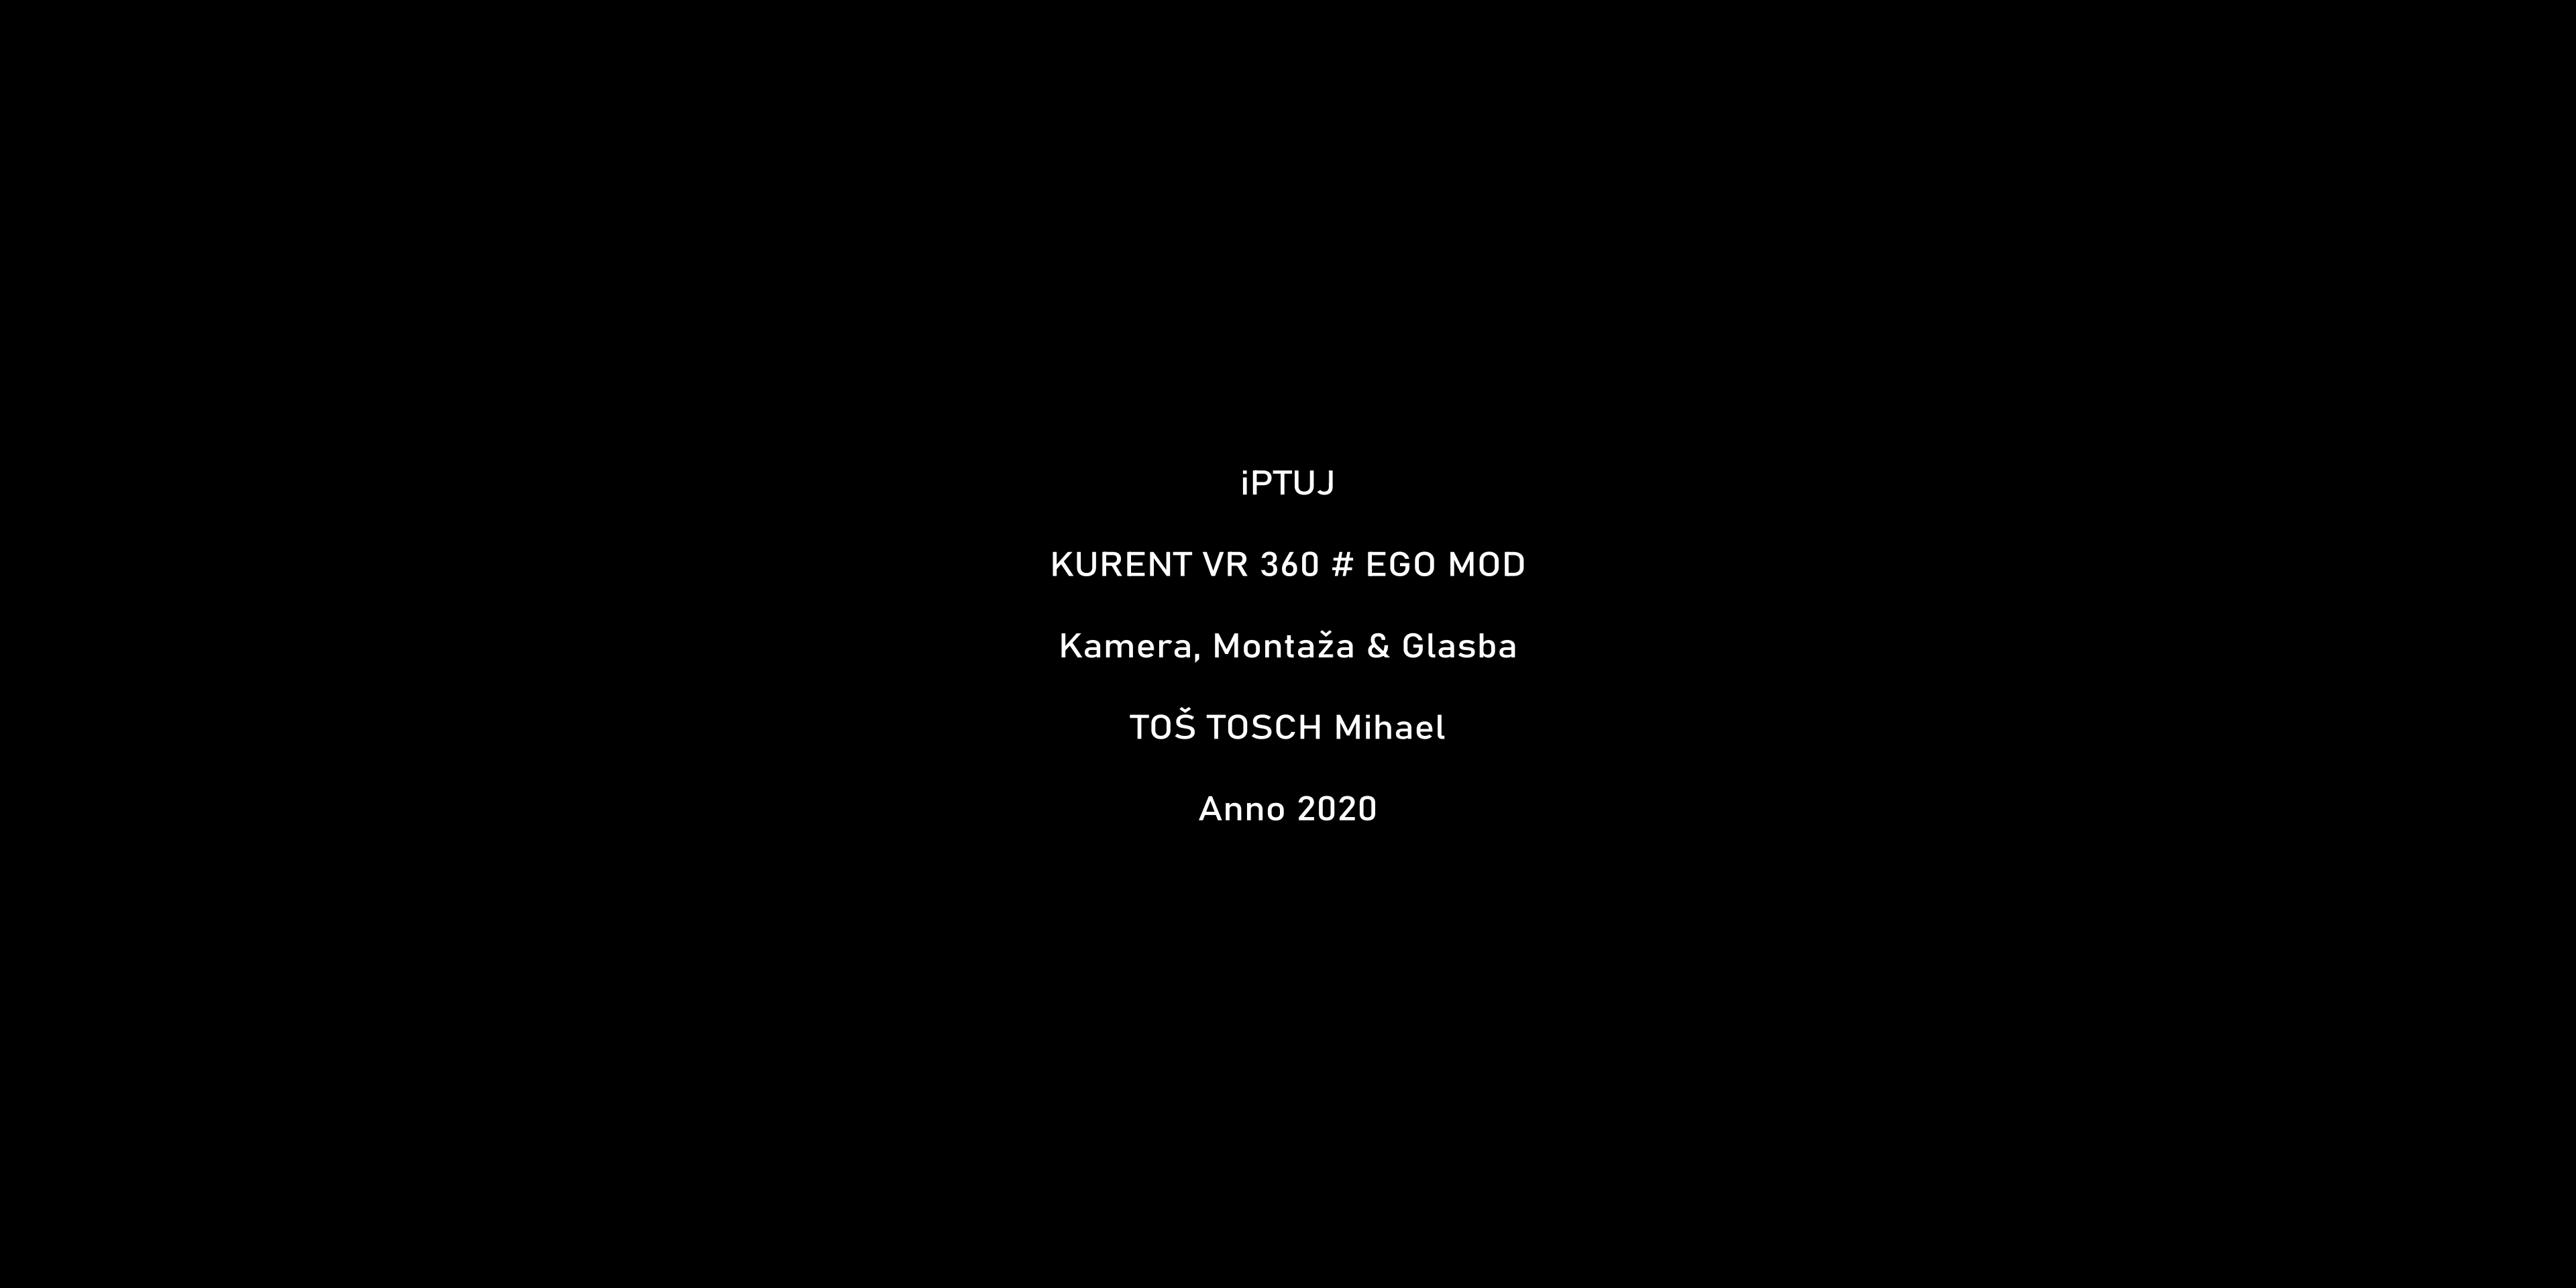 iPTUJ
KURENT VR 360 # EGO MOD
Kamera, Montaža & Glasba
TOŠ TOSCH Mihael
Anno 2020